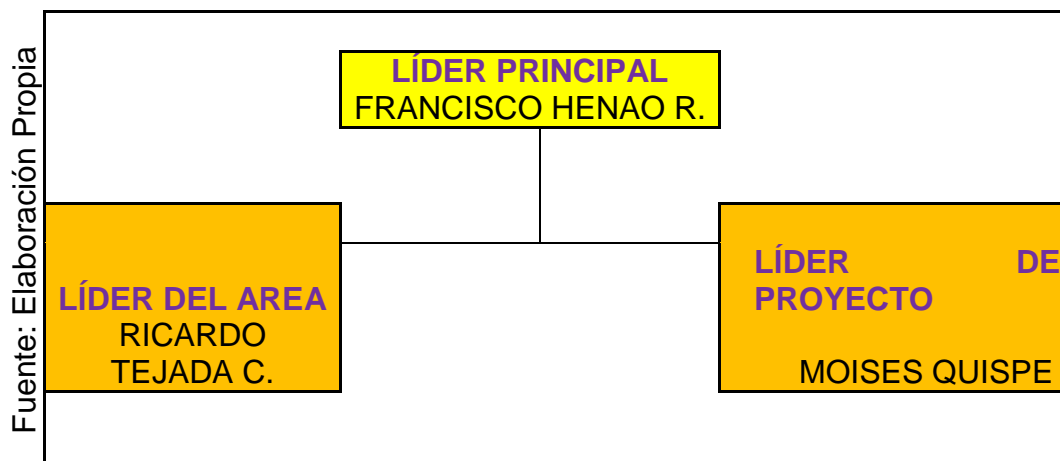 Fuente: Elaboración Propia
LÍDER PRINCIPAL
FRANCISCO HENAO R.
LÍDER DEL AREA
RICARDO
TEJADA C.
LÍDER DE
PROYECTO
MOISES QUISPE